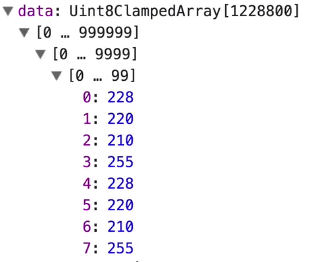 data: Uint8ClampedArray[1228800]
[0 … 999999]
[0 … 9999]
[0 … 99]
0: 228
1: 220
2: 210
3: 255
4: 228
5: 220
6: 210
7: 255